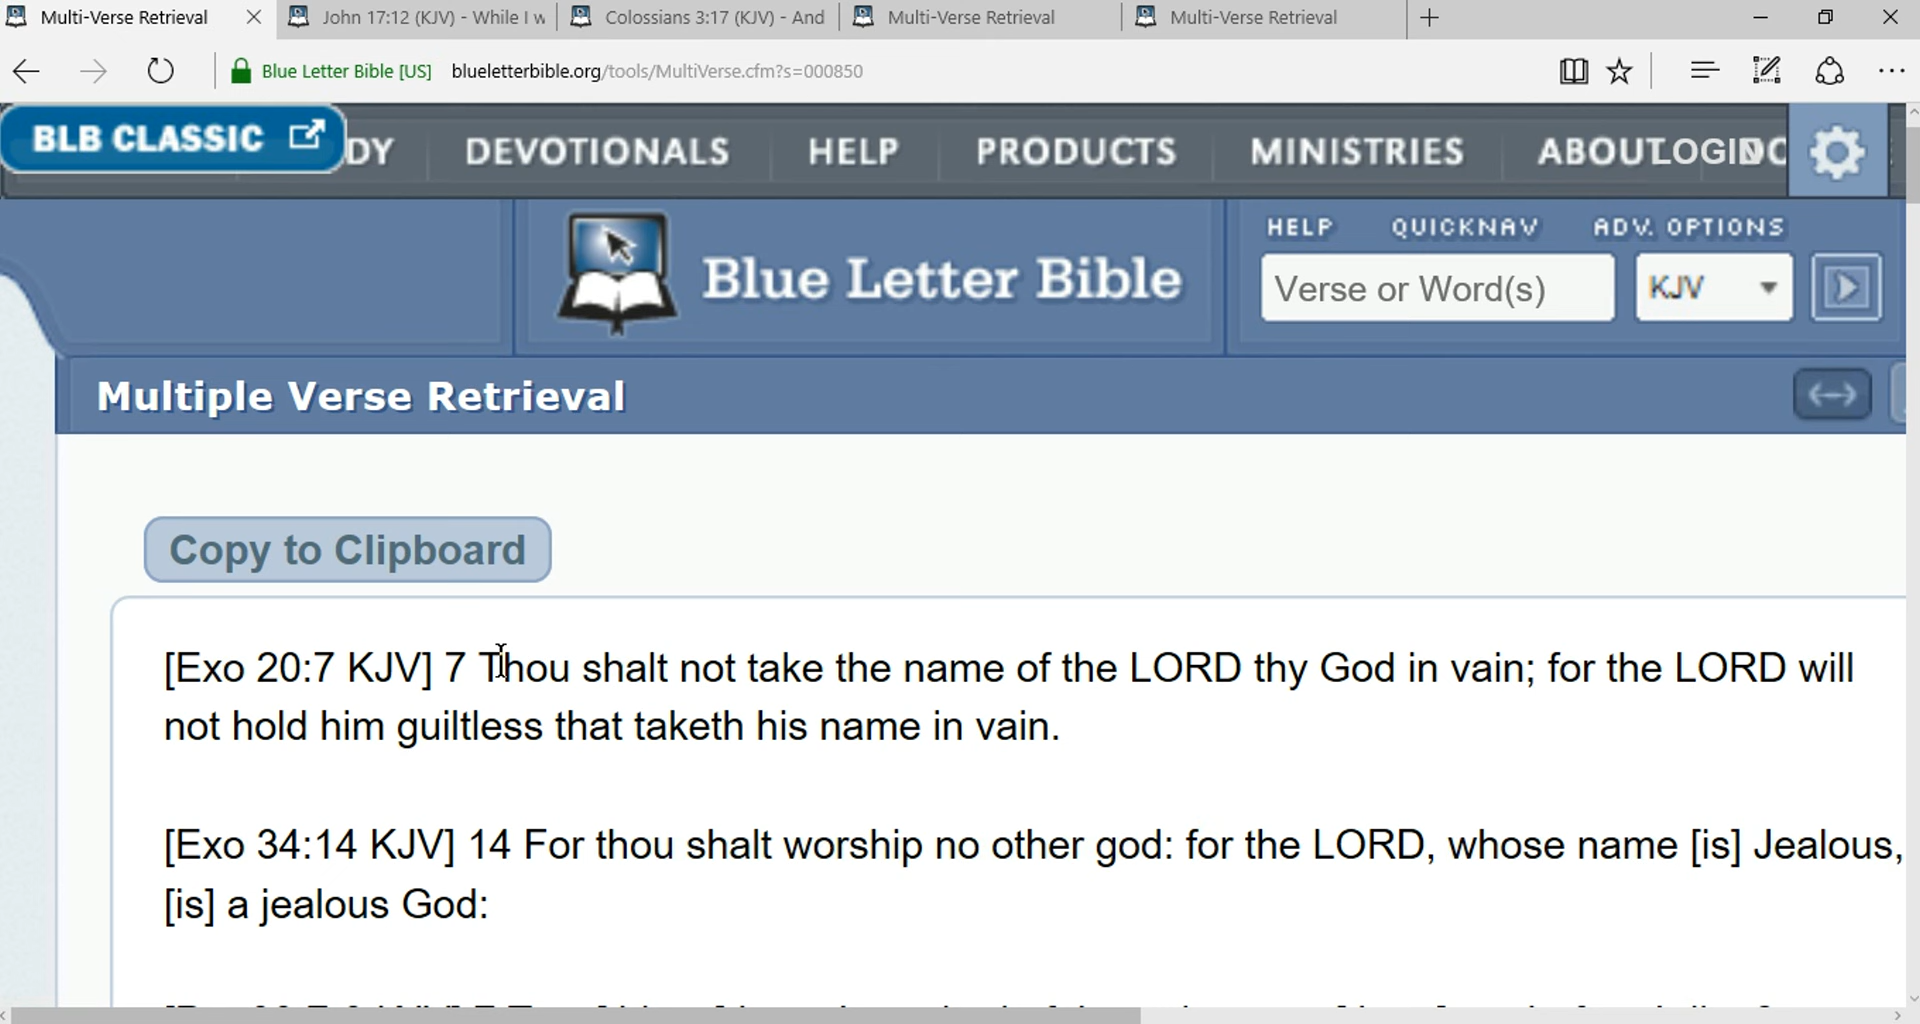 Multi-Verse Retrieval
John 17:12 (KJV) - While I w
Colossians 3:17 (KJV) - And
Multi-Verse Retrieval
Multi-Verse Retrieval
Blue Letter Bible [US] blueletterbible.org/tools/MultiVerse.cfm?s=000850
BLB CLASSIC
DY
DEVOTIONALS
HELP
PRODUCTS
MINISTRIES
ABOUT
LOGIN
Blue Letter Bible
HELP QUICKNAV ADV. OPTIONS
Verse or Word(s)
KJV
Multiple Verse Retrieval
Copy to Clipboard
[Exo 20:7 KJV] 7 Thou shalt not take the name of the LORD thy God in vain; for the LORD will
not hold him guiltless that taketh his name in vain.
[Exo 34:14 KJV] 14 For thou shalt worship no other god: for the LORD, whose name [is] Jealous,
[is] a jealous God: